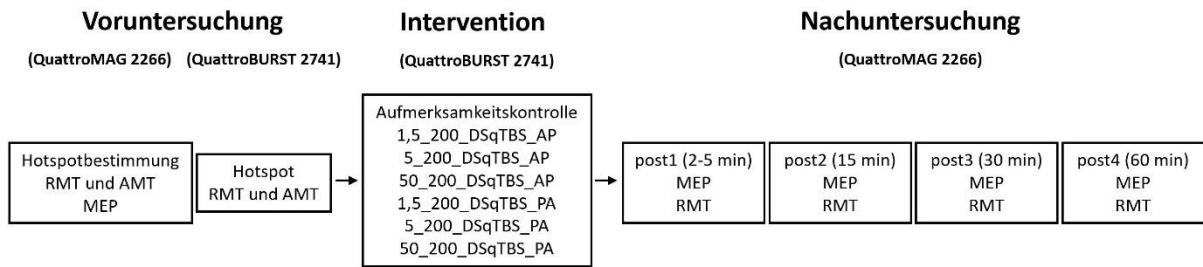 Voruntersuchung
(QuattroMAG 2266) (QuattroBURST 2741)
Hotspotbestimmung
RMT und AMT
MEP
Hotspot
RMT und AMT
Intervention
(QuattroBURST 2741)
Aufmerksamkeitskontrolle
1,5_200_DSqTBS_AP
5_200_DSqTBS_AP
50_200_DSqTBS_AP
1,5_200_DSqTBS_PA
5_200_DSqTBS_PA
50_200_DSqTBS_PA
Nachuntersuchung
(QuattroMAG 2266)
post1 (2-5 min)
MEP
RMT
post2 (15 min)
MEP
RMT
post3 (30 min)
MEP
RMT
post4 (60 min)
MEP
RMT